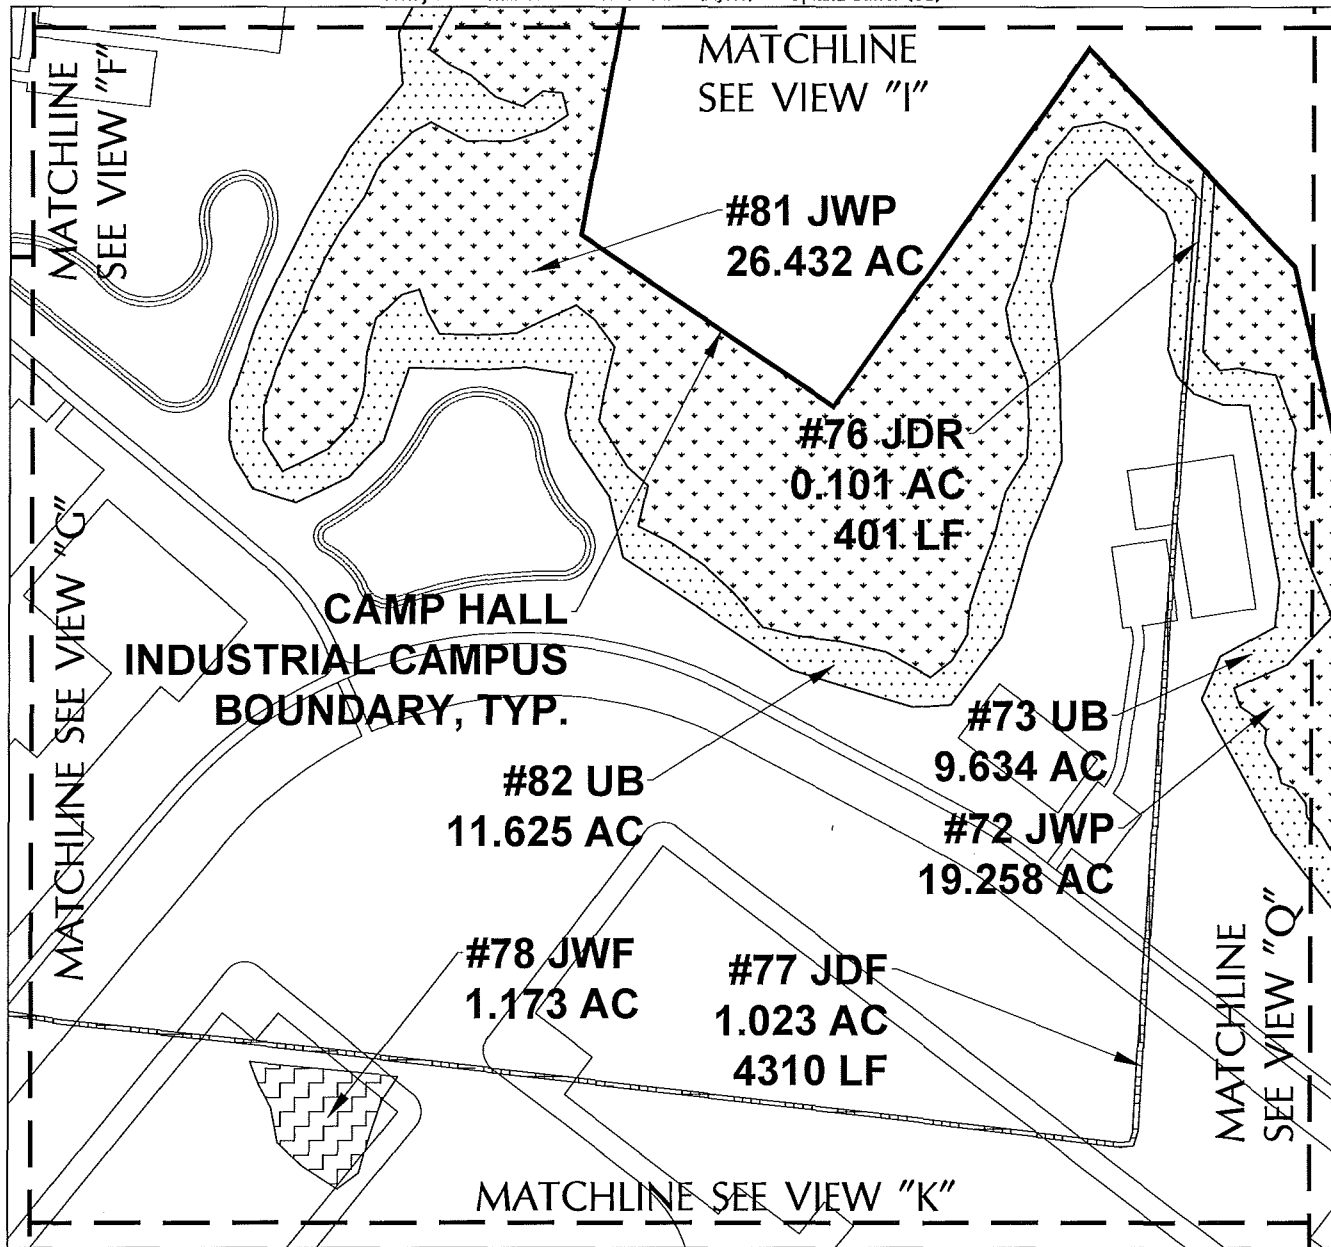 MATCHLINE
SEE VIEW "F"
MATCHLINE
SEE VIEW "I"
#81 JWP
26.432 AC
#76 JDR
0.101 AC
401 LF
MATCHLINE SEE VIEW "G"
CAMP HALL
INDUSTRIAL CAMPUS
BOUNDARY, TYP.
#73 UB
9.634 AC
#82 UB
11.625 AC
#72 JWP
19.258 AC
#78 JWF
1.173 AC
#77 JDF
1.023 AC
4310 LF
MATCHLINE
SEE VIEW "Q"
MATCHLINE SEE VIEW "K"